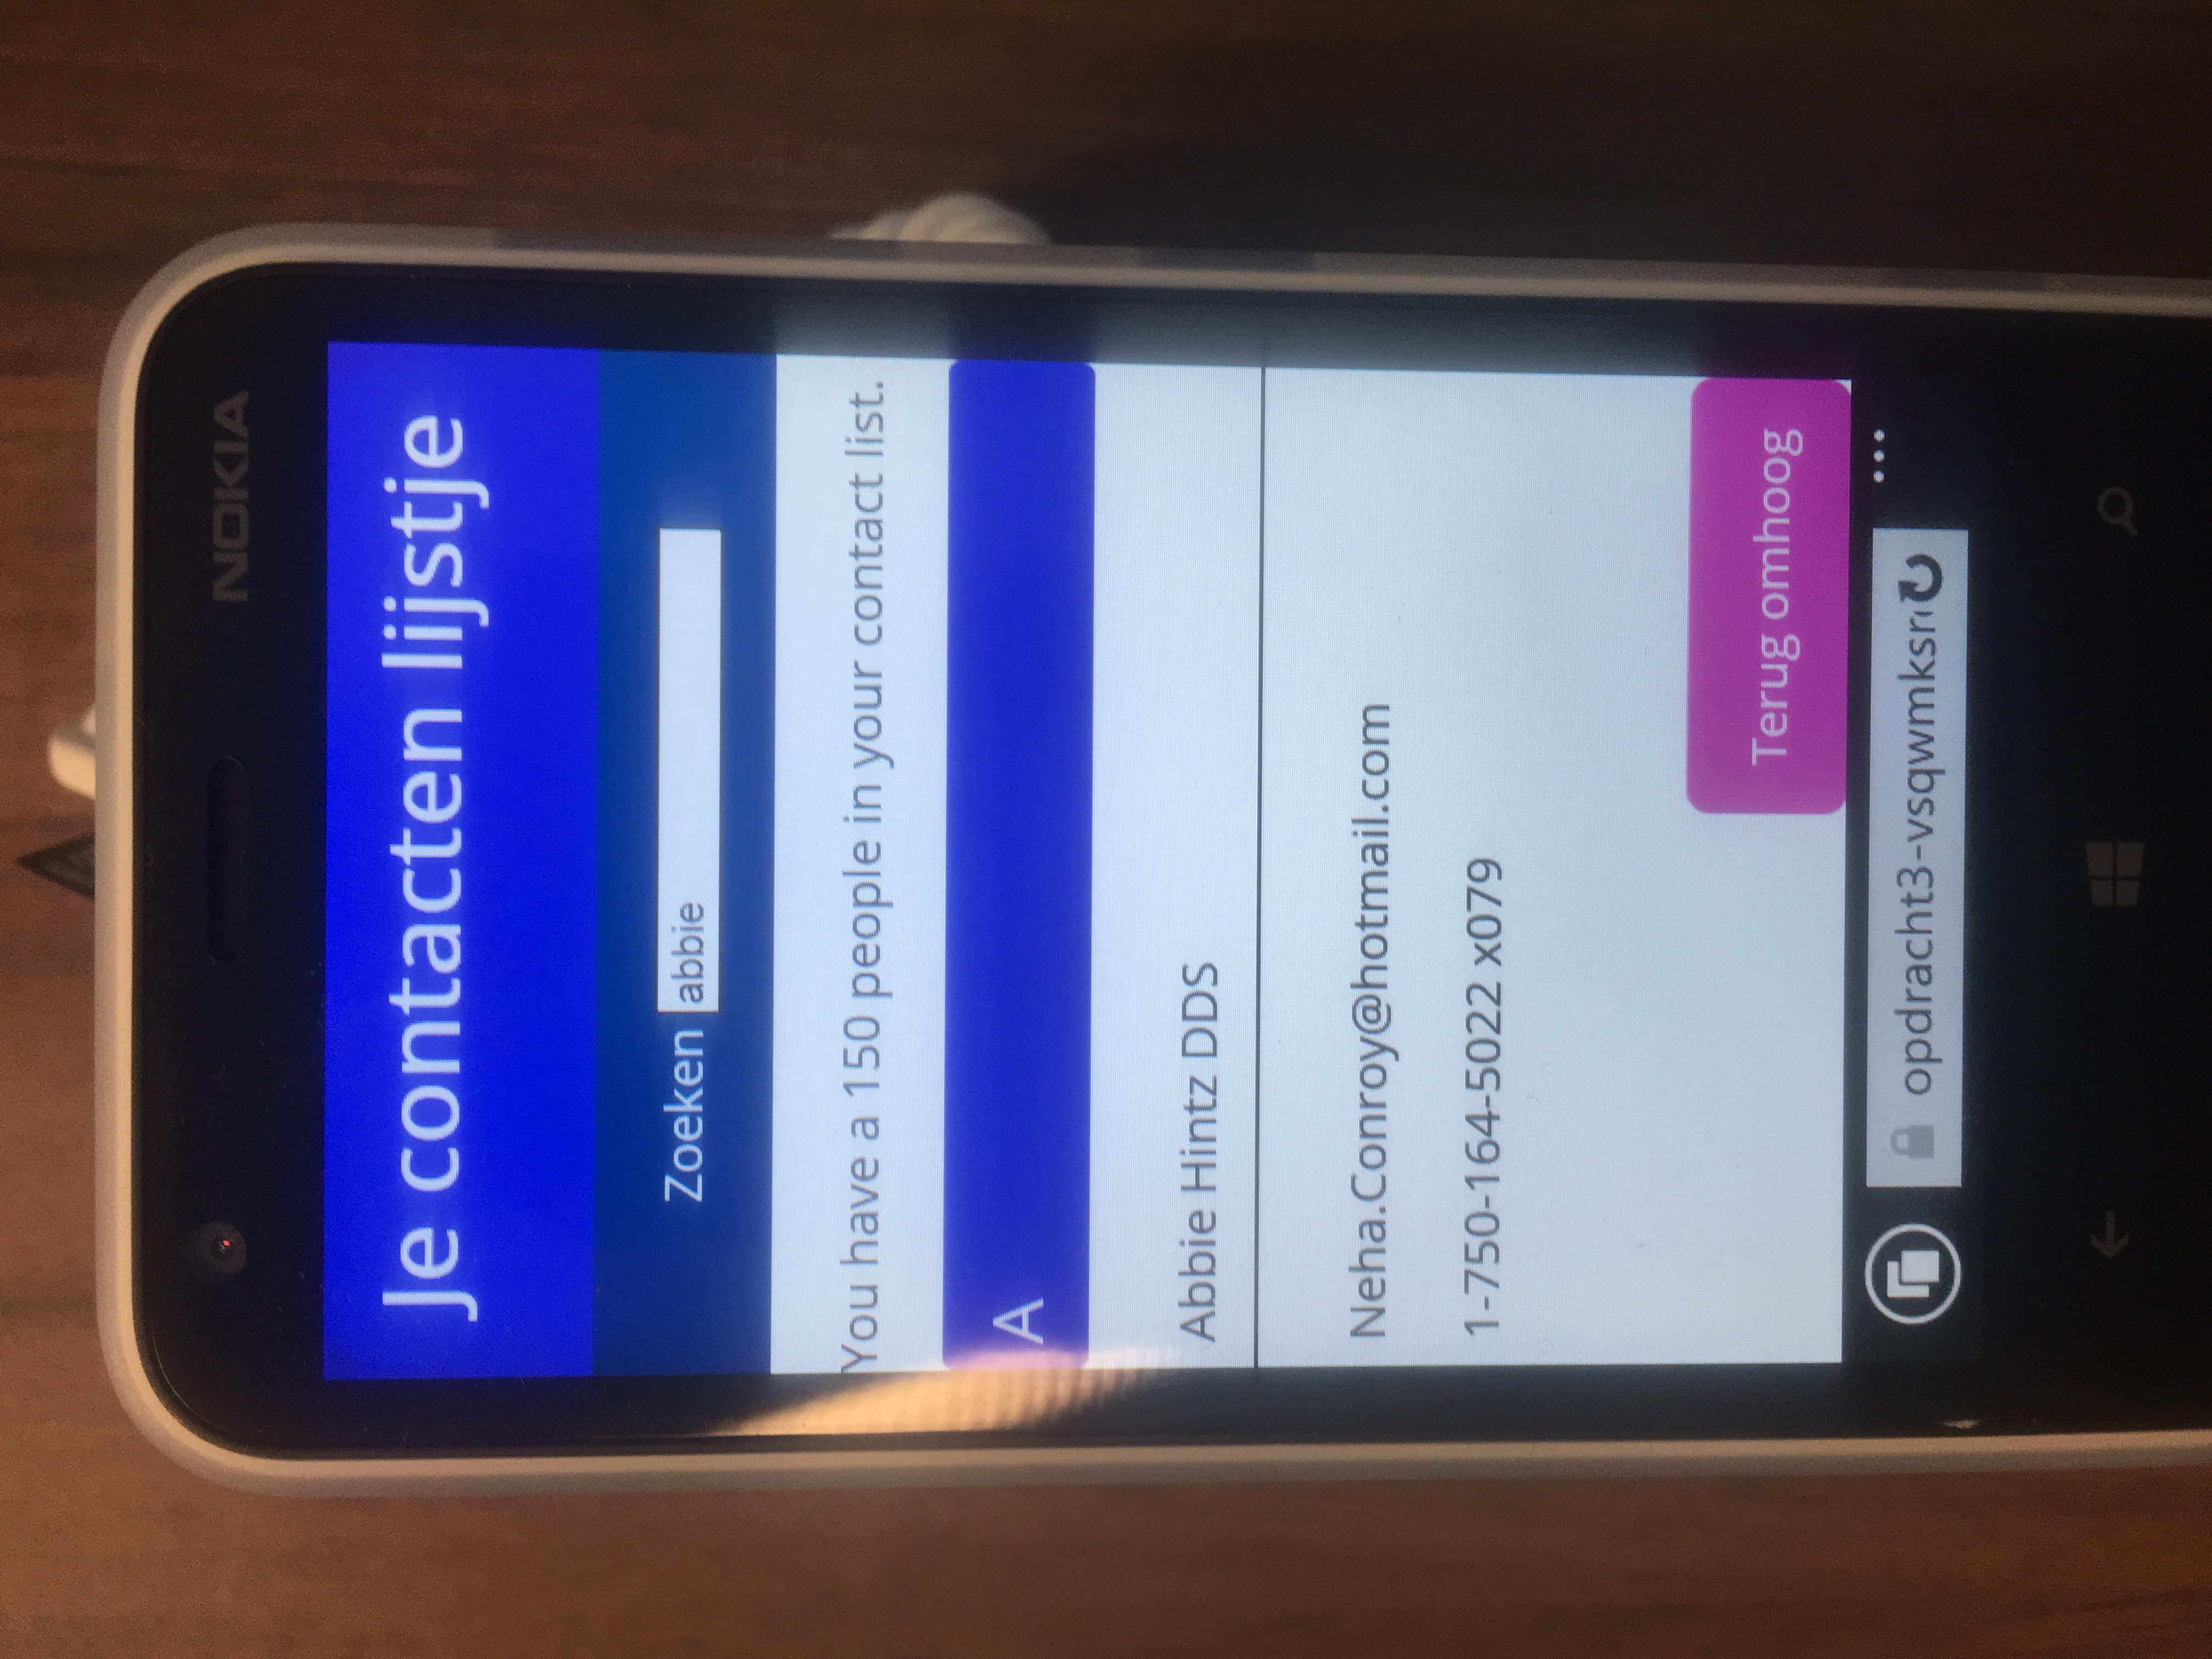 NOKIA
Je contacten lijstje
Zoeken abbie
You have a 150 people in your contact list.
A
Abbie Hintz DDS
Neha.Conroy@hotmail.com
1-750-164-5022 x079
Terug omhoog
opdracht3-vsqwmksr